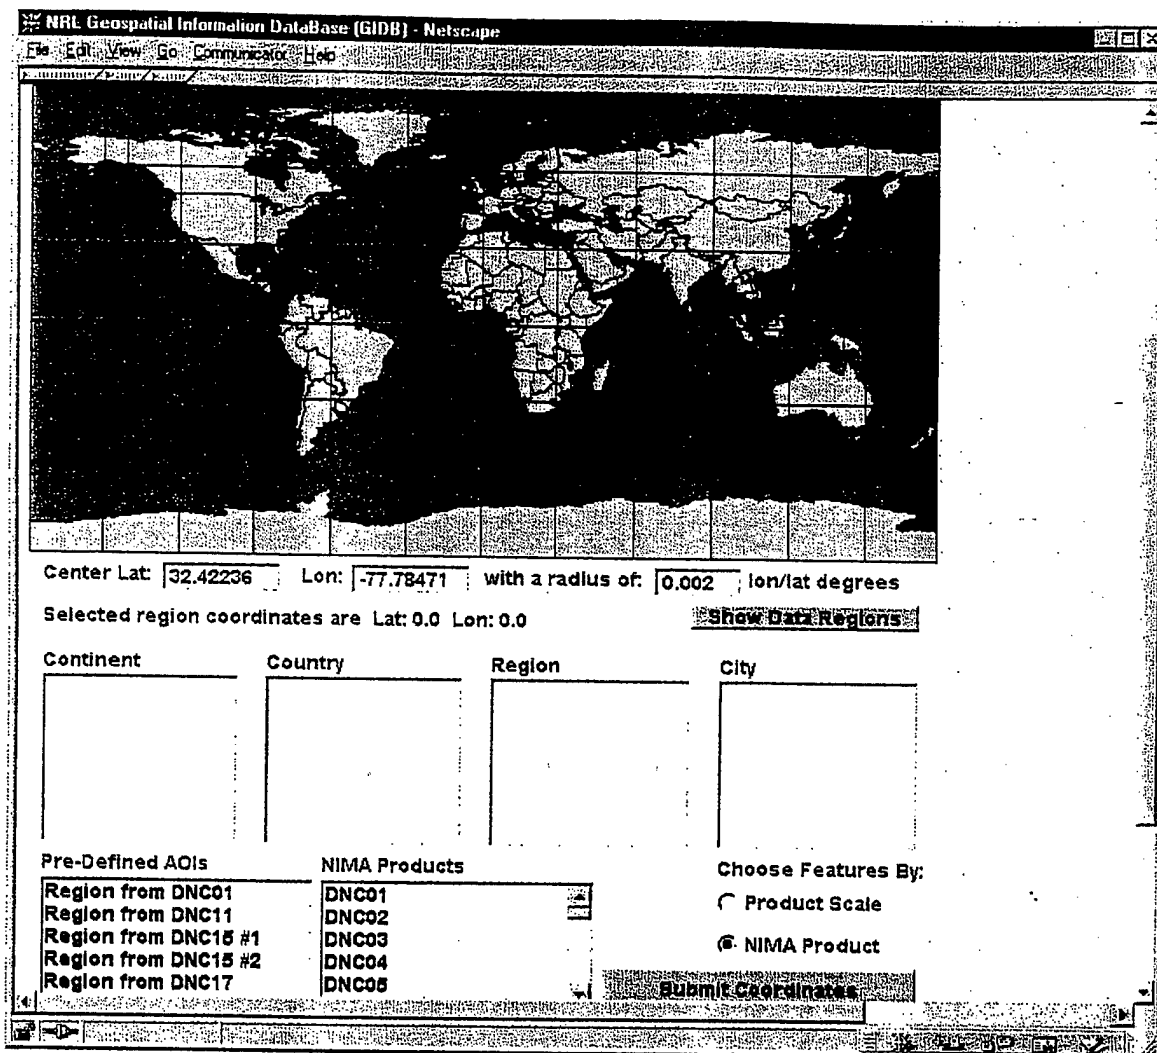 NRL Geospatial Information DataBase (GIDB) - Netscape
File Edit View Go Communicator Help
Center Lat: 32.42236 Lon: -77.78471 with a radius of: 0.002 lon/lat degrees
Selected region coordinates are Lat: 0.0 Lon: 0.0 Show Data Regions
Continent Country Region City
Pre-Defined AOIs NIMA Products Choose Features By:
Region from DNC01 DNC01
Region from DNC11 DNC02 Product Scale
Region from DNC15 #1 DNC03
Region from DNC15 #2 DNC04 NIMA Product
Region from DNC17 DNC05 Submit Coordinates